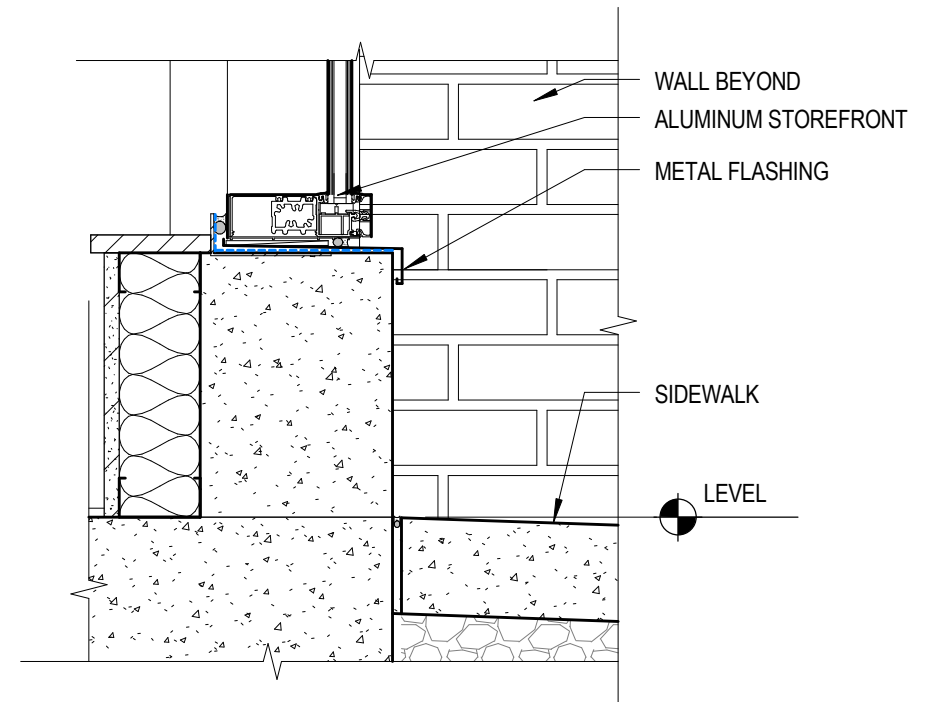 WALL BEYOND
ALUMINUM STOREFRONT
METAL FLASHING
SIDEWALK
LEVEL